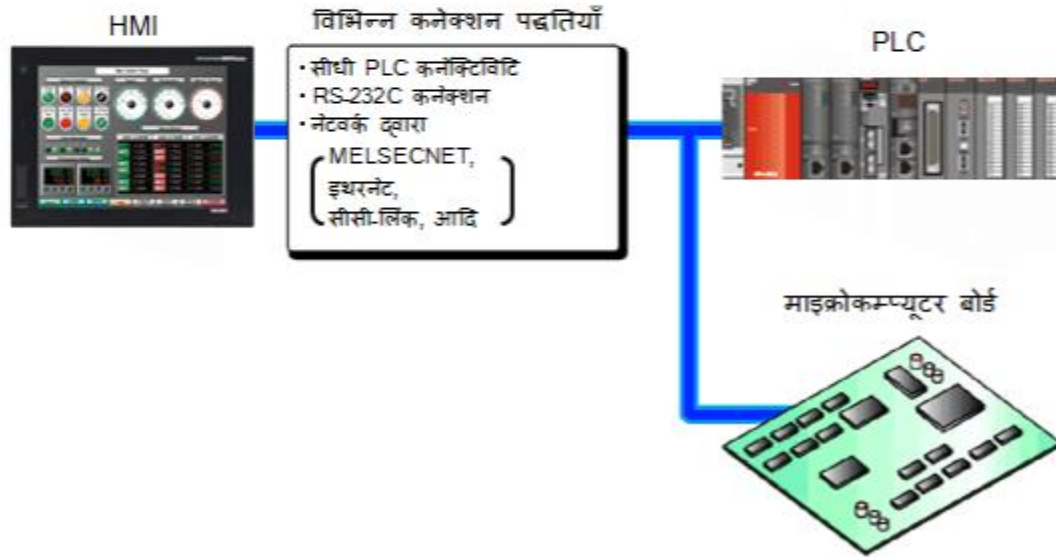 HMI
विभिन्न कनेक्शन पद्धतियाँ
PLC
・सीधी PLC कनॅक्टिविटि
・RS-232C कनेक्शन
・नेटवर्क द्वारा
MELSECNET,
इथरनेट,
सीसी-लिंक, आदि
माइक्रोकम्प्यूटर बोर्ड